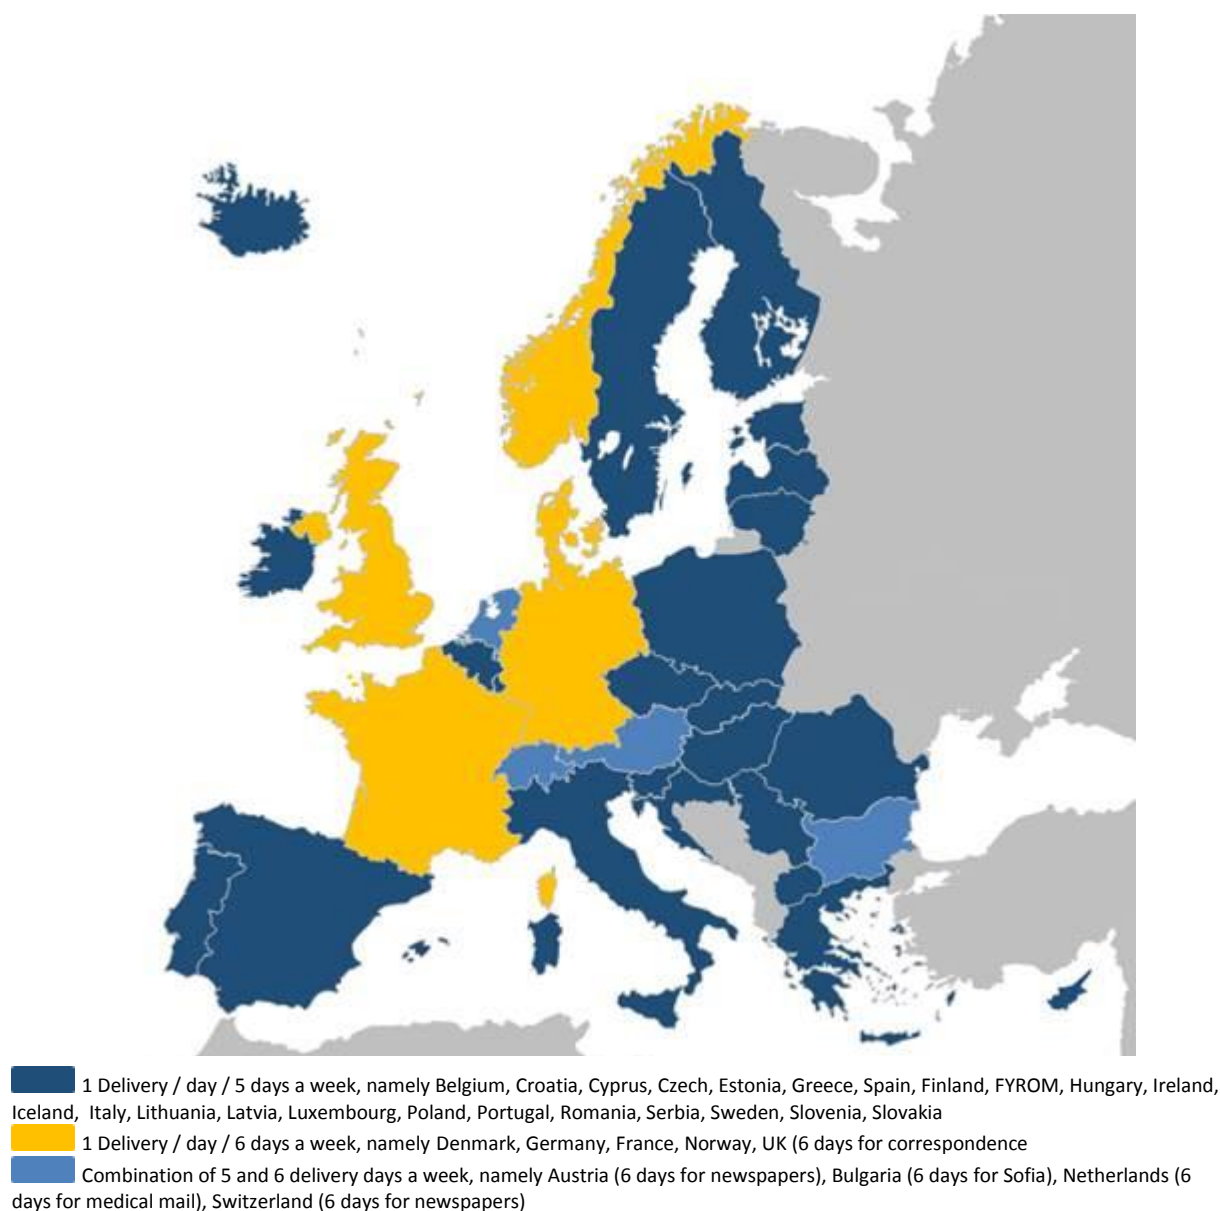 1 Delivery / day / 5 days a week, namely Belgium, Croatia, Cyprus, Czech, Estonia, Greece, Spain, Finland, FYROM, Hungary, Ireland,
Iceland, Italy, Lithuania, Latvia, Luxembourg, Poland, Portugal, Romania, Serbia, Sweden, Slovenia, Slovakia
1 Delivery / day / 6 days a week, namely Denmark, Germany, France, Norway, UK (6 days for correspondence
Combination of 5 and 6 delivery days a week, namely Austria (6 days for newspapers), Bulgaria (6 days for Sofia), Netherlands (6
days for medical mail), Switzerland (6 days for newspapers)